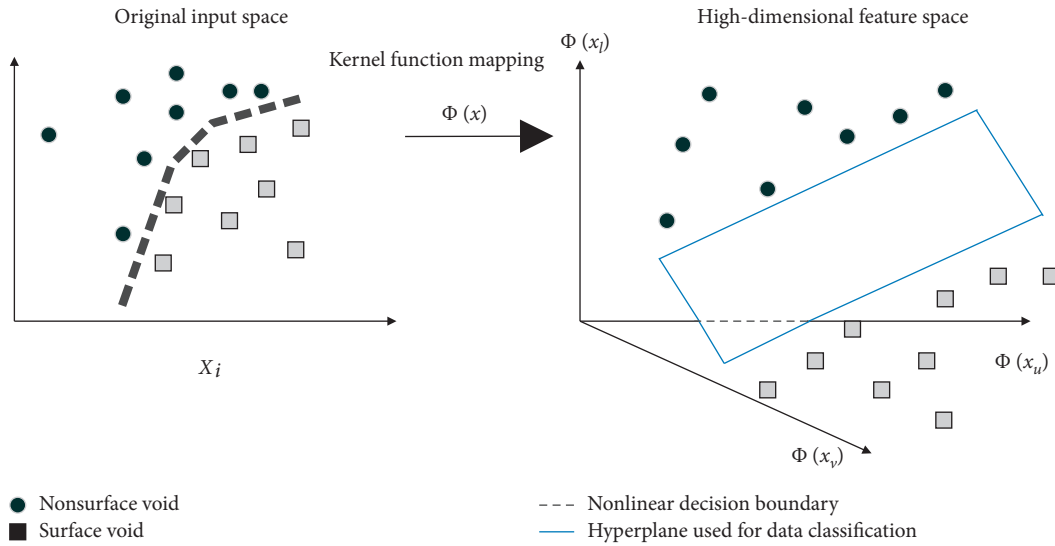 Original input space
High-dimensional feature space
Φ (x_l)
Kernel function mapping
Φ (x)
X_i
Φ (x_u)
Φ (x_v)
Nonsurface void
Surface void
Nonlinear decision boundary
Hyperplane used for data classification